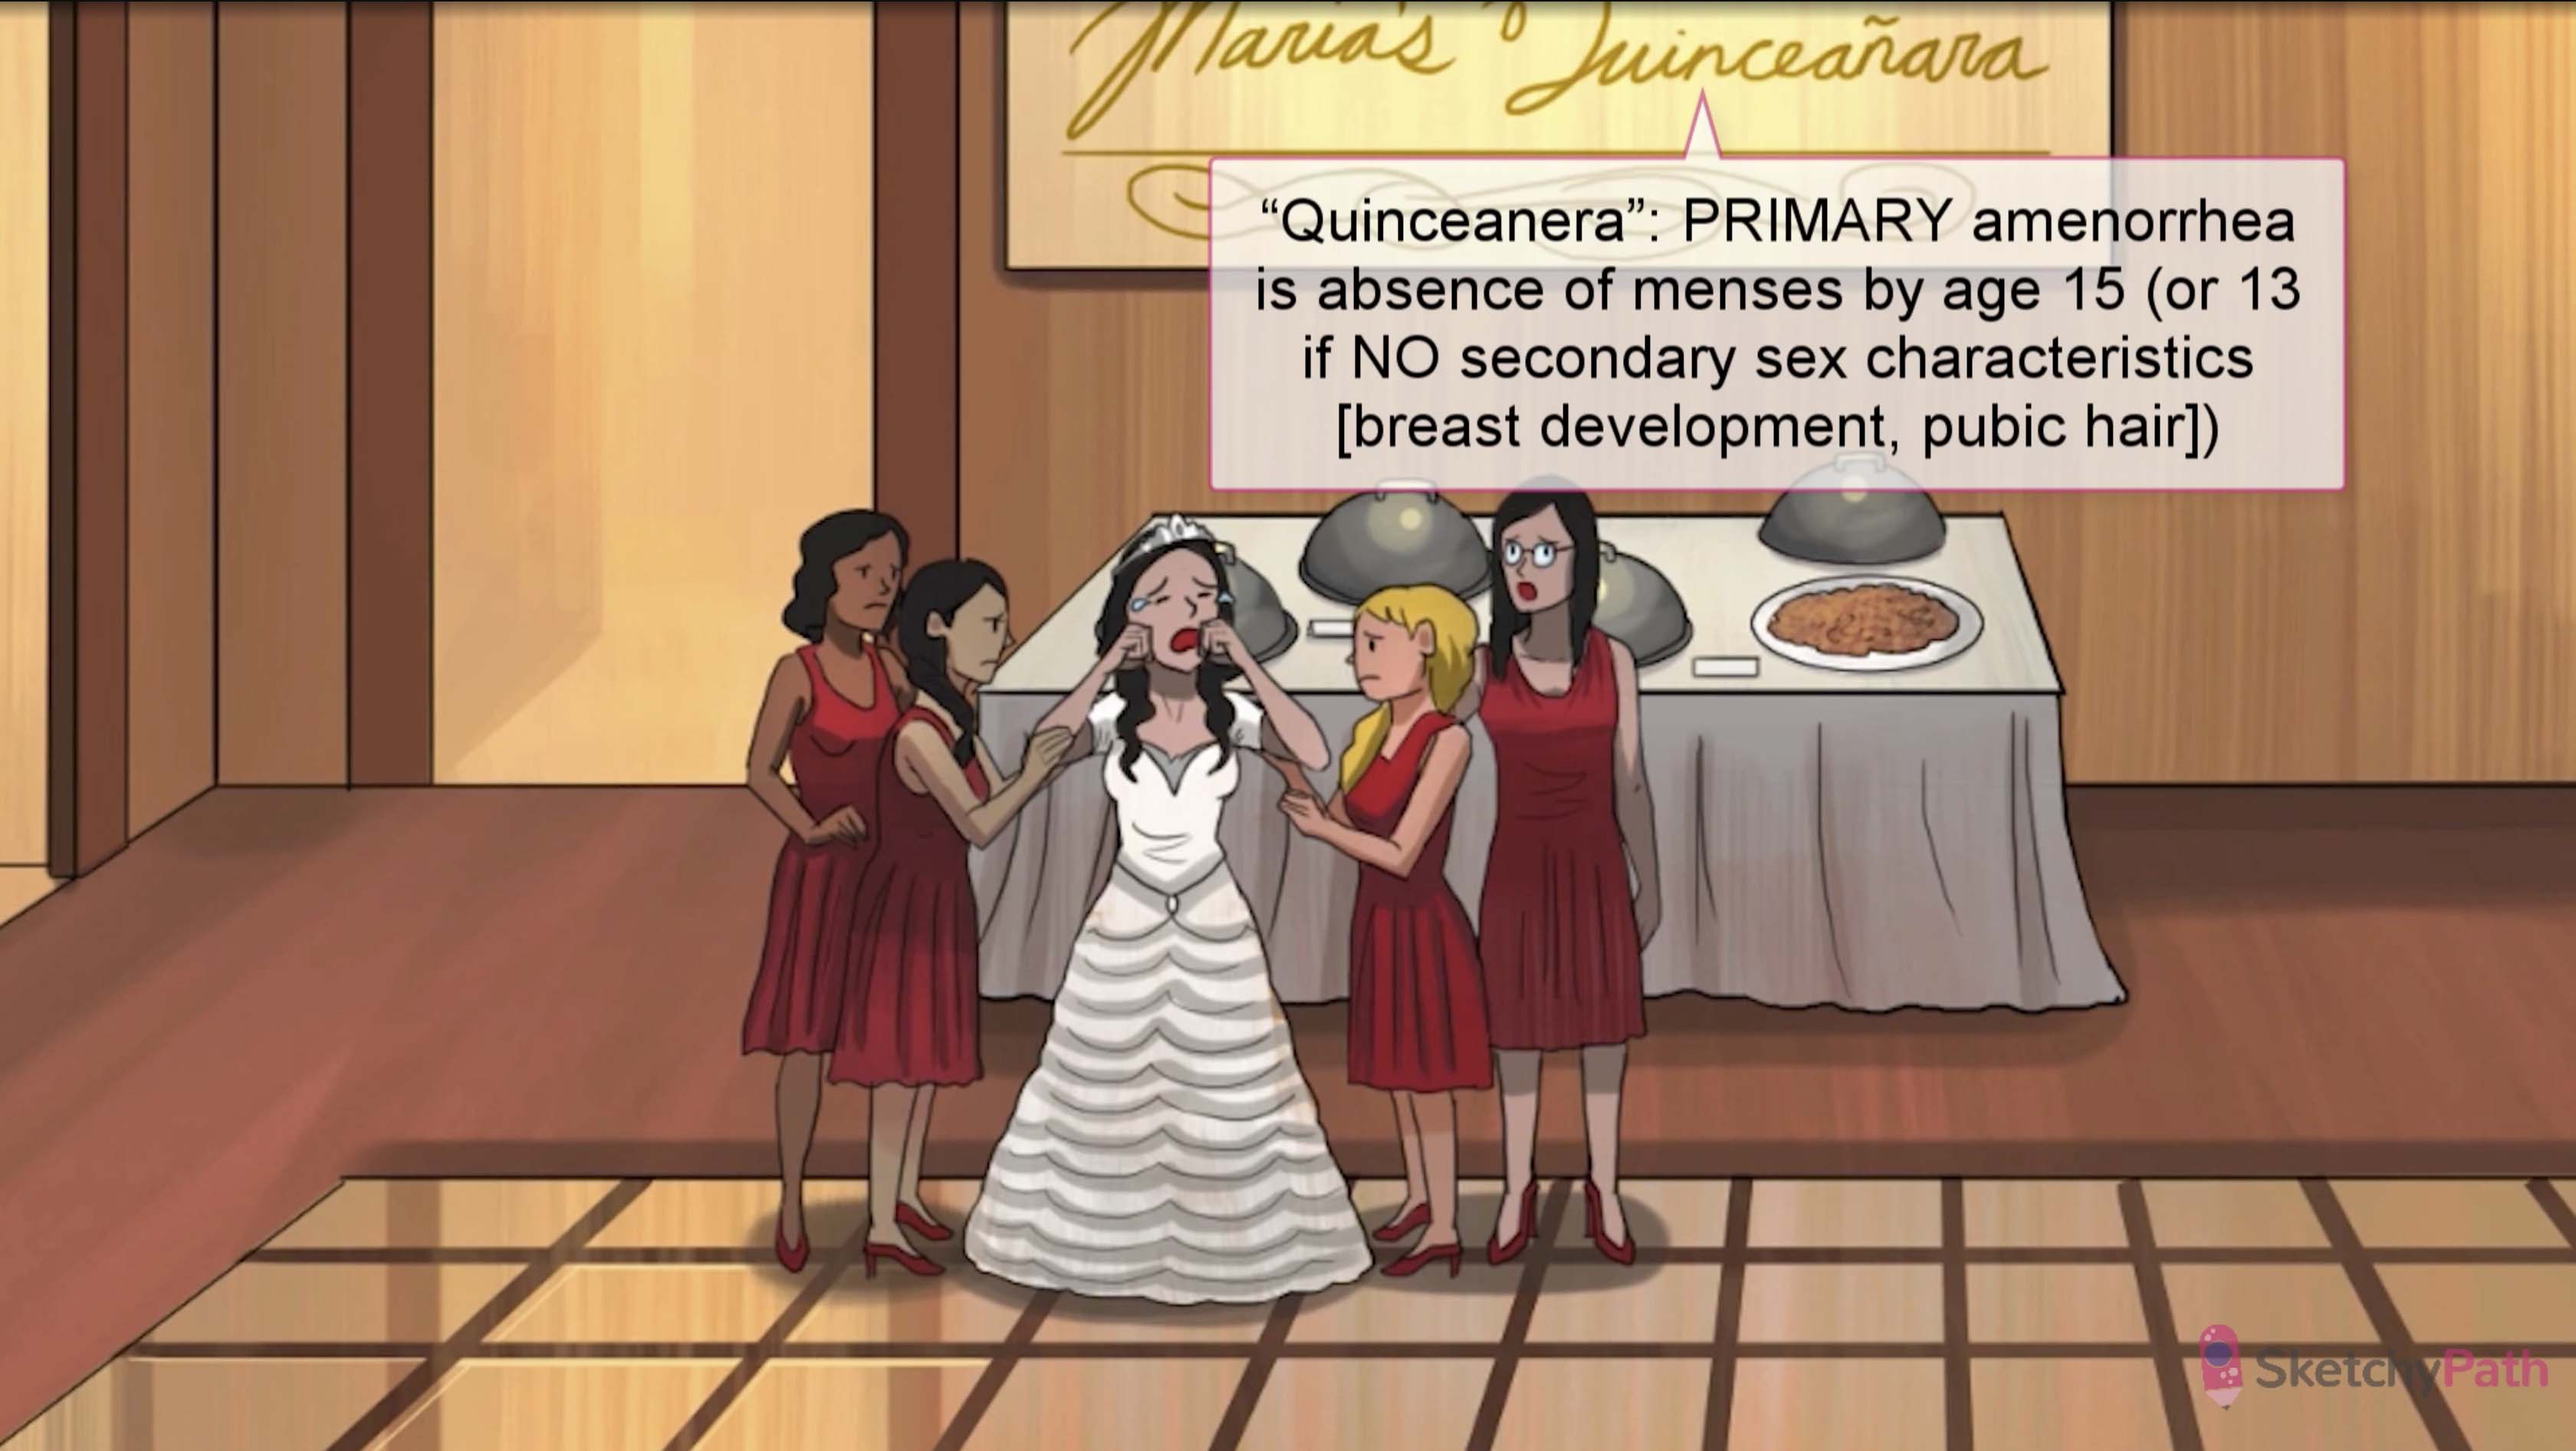 Maria's Quinceañara
“Quinceanera”: PRIMARY amenorrhea
is absence of menses by age 15 (or 13
if NO secondary sex characteristics
[breast development, pubic hair])
SketchyPath